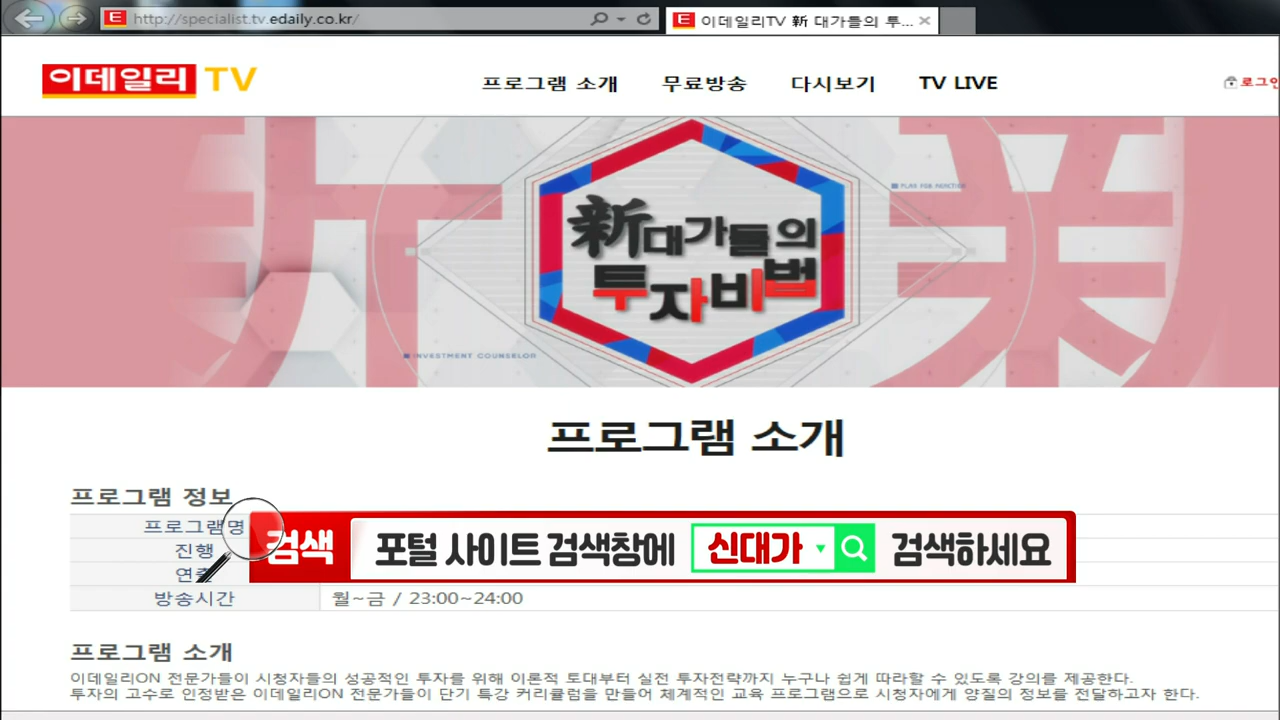 http://specialist.tv.edaily.co.kr/
이데일리TV 新 대가들의 투...
이데일리 TV
프로그램 소개
무료방송
다시보기
TV LIVE
新대가들의
투자비법
INVESTMENT COUNSELOR
프로그램 소개
프로그램 정보
프로그램명
진행
검색 포털 사이트 검색창에 신대가 검색하세요
방송시간 월~금 / 23:00~24:00
프로그램 소개
이데일리ON 전문가들이 시청자들의 성공적인 투자를 위해 이론적 토대부터 실전 투자전략까지 누구나 쉽게 따라할 수 있도록 강의를 제공한다.
투자의 고수로 인정받은 이데일리ON 전문가들이 단기 특강 커리큘럼을 만들어 체계적인 교육 프로그램으로 시청자에게 양질의 정보를 전달하고자 한다.